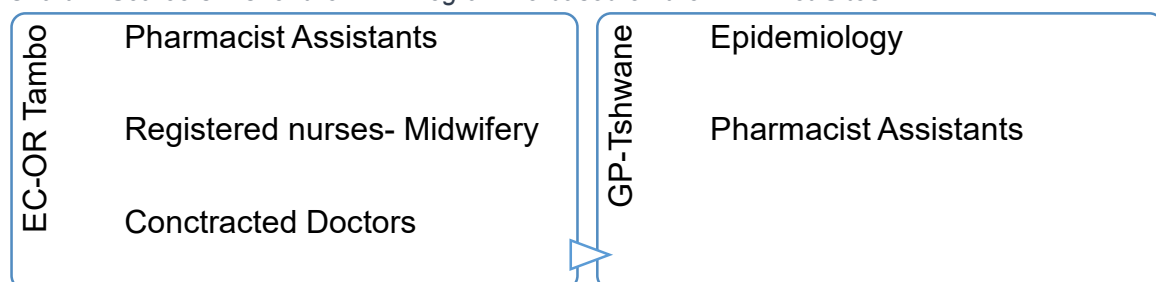 EC-OR Tambo
Pharmacist Assistants
Registered nurses- Midwifery
Conctracted Doctors
GP-Tshwane
Epidemiology
Pharmacist Assistants